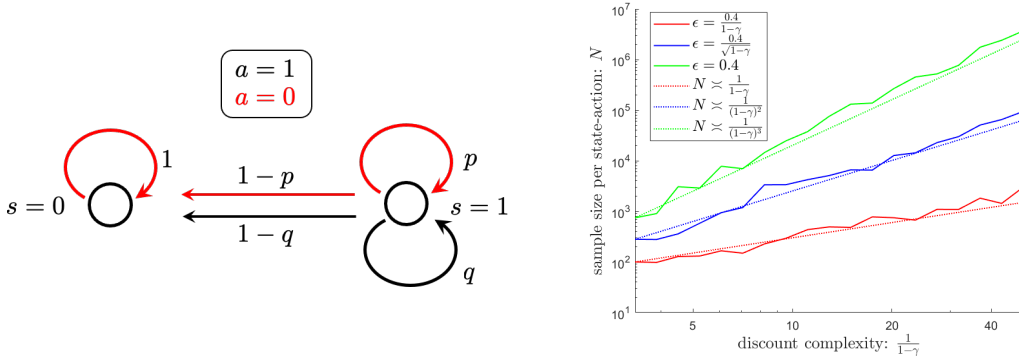 a = 1
a = 0
1
p
1 − p
s = 0
s = 1
1 − q
q
sample size per state-action: N
10^7
10^6
10^5
10^4
10^3
10^2
10^1
ϵ = 0.4/(1−γ)
ϵ = 0.4/√(1−γ)
ϵ = 0.4
N ≍ 1/(1−γ)
N ≍ 1/(1−γ)^2
N ≍ 1/(1−γ)^3
5
10
20
40
discount complexity: 1/(1−γ)